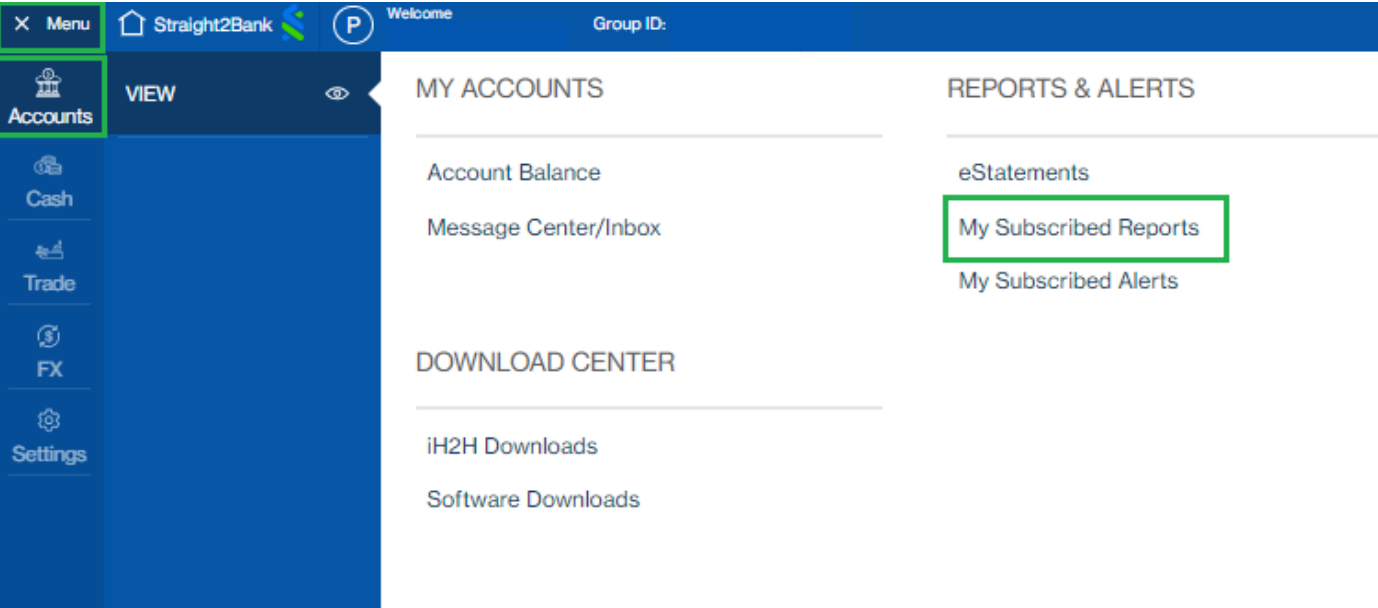 Menu
Straight2Bank
P
Welcome
Group ID:
Accounts
Cash
Trade
FX
Settings
VIEW
MY ACCOUNTS
Account Balance
Message Center/Inbox
DOWNLOAD CENTER
iH2H Downloads
Software Downloads
REPORTS & ALERTS
eStatements
My Subscribed Reports
My Subscribed Alerts